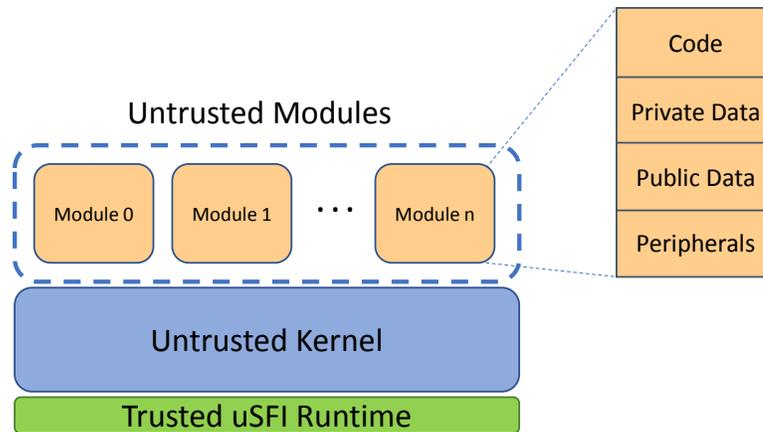 Untrusted Modules
Module 0
Module 1
...
Module n
Code
Private Data
Public Data
Peripherals
Untrusted Kernel
Trusted uSFI Runtime